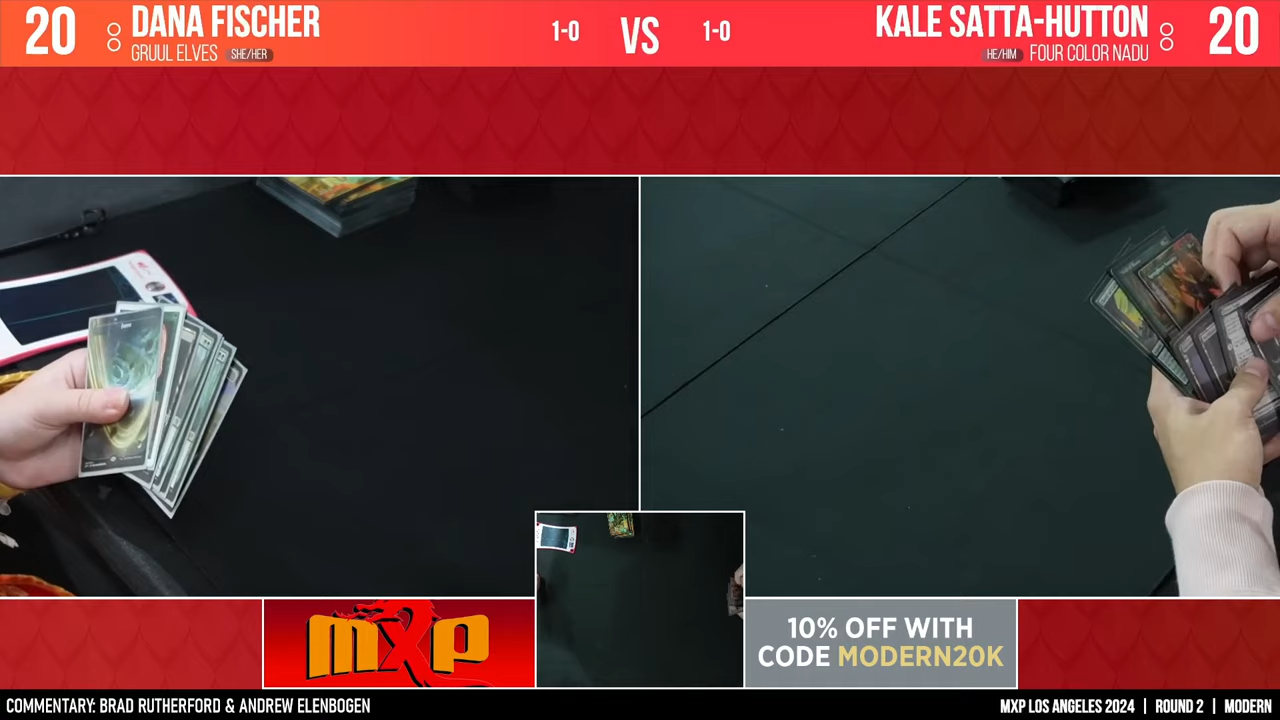 20
DANA FISCHER
GRUUL ELVES SHE/HER
1-0 VS 1-0
KALE SATTA-HUTTON
HE/HIM FOUR COLOR NADU
20
MXP
10% OFF WITH
CODE MODERN20K
COMMENTARY: BRAD RUTHERFORD & ANDREW ELENBOGEN
MXP LOS ANGELES 2024 | ROUND 2 | MODERN